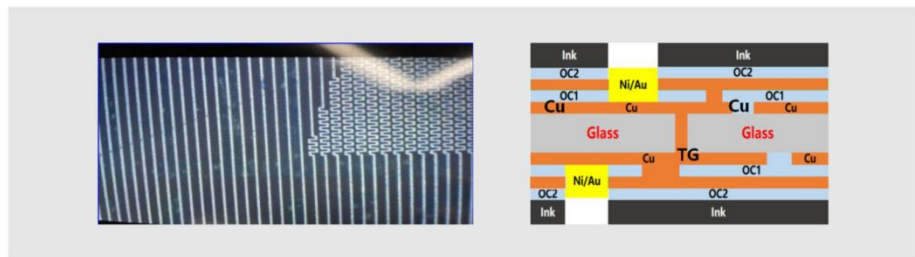 Ink Ink
OC2 OC2
Ni/Au
OC1 OC1
Cu Cu Cu Cu
Glass Glass
Cu TG Cu
OC1
Ni/Au
OC2 OC2
Ink Ink